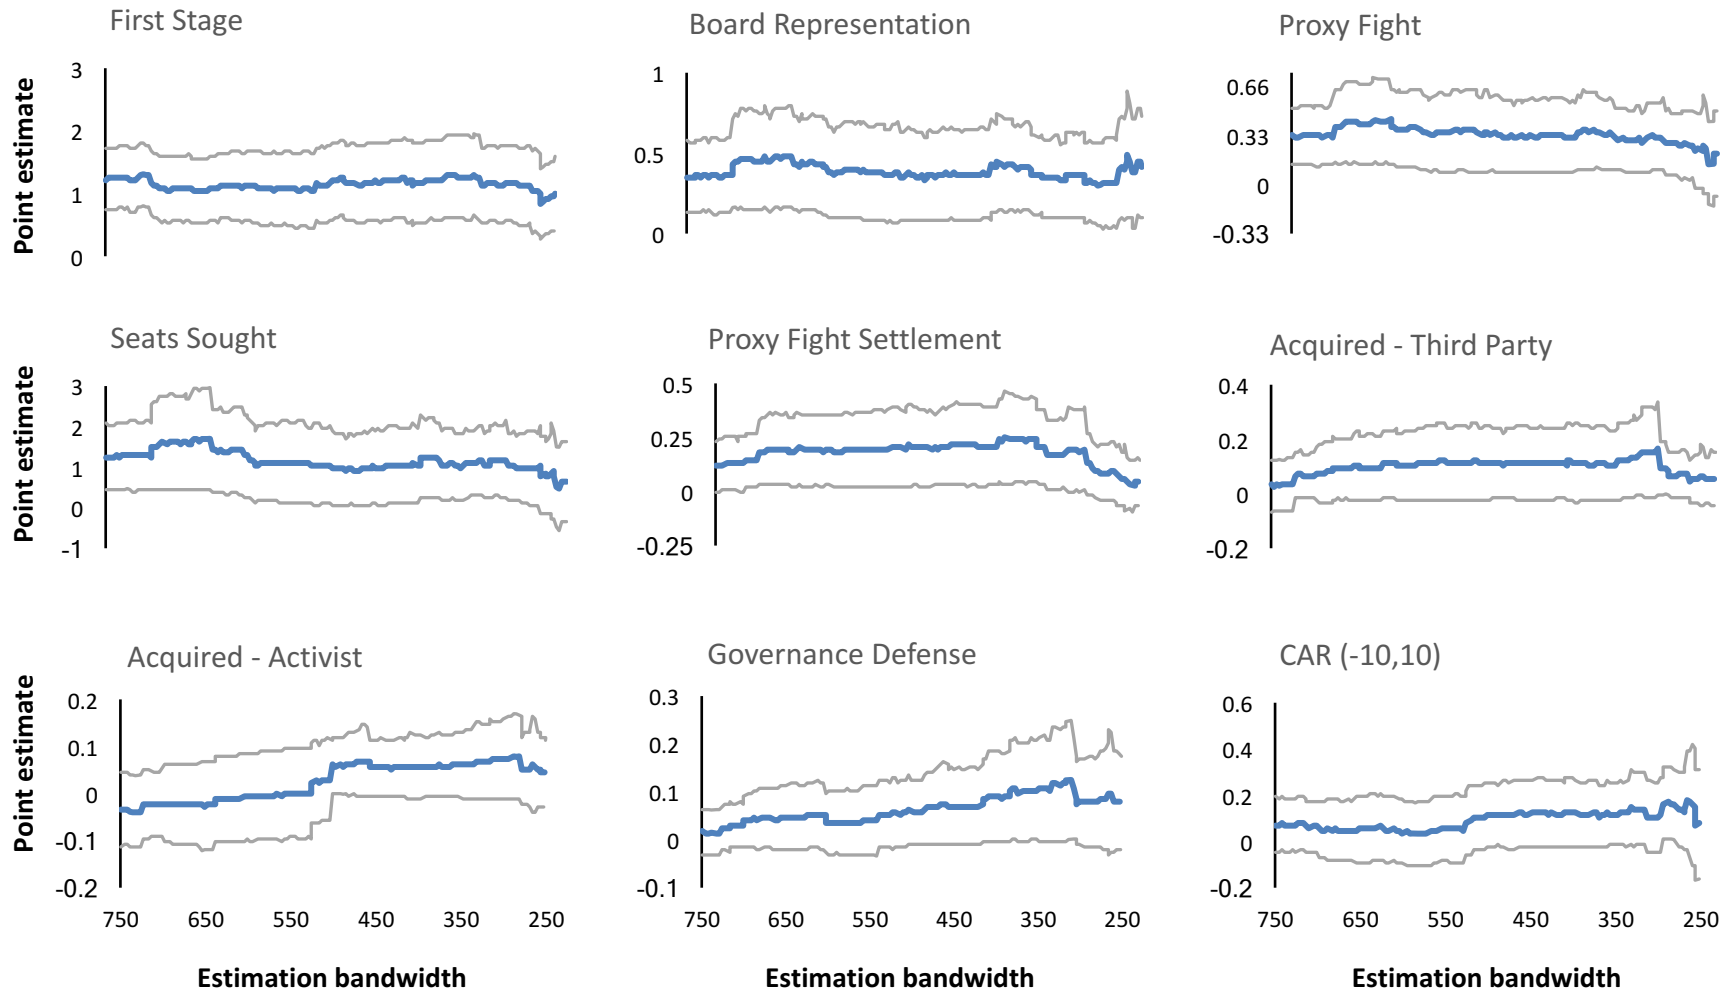 First Stage
Board Representation
Proxy Fight
Point estimate
3
2
1
0
1
0.5
0
0.66
0.33
0
-0.33
Seats Sought
Proxy Fight Settlement
Acquired - Third Party
Point estimate
3
2
1
0
-1
0.5
0.25
0
-0.25
0.4
0.2
0
-0.2
Acquired - Activist
Governance Defense
CAR (-10,10)
Point estimate
0.2
0.1
0
-0.1
-0.2
0.3
0.2
0.1
0
-0.1
0.6
0.4
0.2
0
-0.2
750 650 550 450 350 250
750 650 550 450 350 250
750 650 550 450 350 250
Estimation bandwidth
Estimation bandwidth
Estimation bandwidth